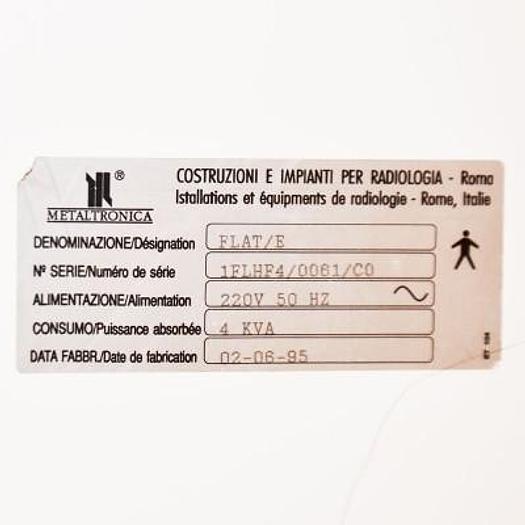 COSTRUZIONI E IMPIANTI PER RADIOLOGIA - Roma
Istallations et équipments de radiologie - Rome, Italie
®
METALTRONICA
DENOMINAZIONE/Désignation FLAT/E
N° SERIE/Numéro de série 1FLHF4/0061/C0
ALIMENTAZIONE/Alimentation 220V 50 HZ
CONSUMO/Puissance absorbée 4 KVA
DATA FABBR./Date de fabrication 02-06-95